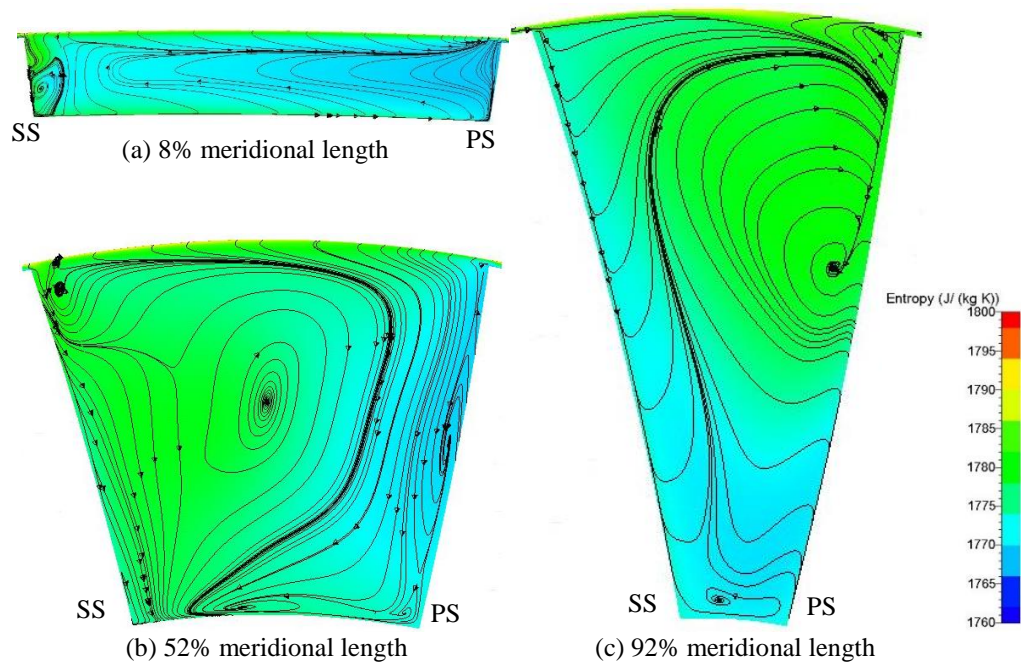 SS
PS
(a) 8% meridional length
Entropy (J/ (kg K))
1800
1795
1790
1785
1780
1775
1770
1765
1760
SS
PS
SS
PS
(b) 52% meridional length
(c) 92% meridional length